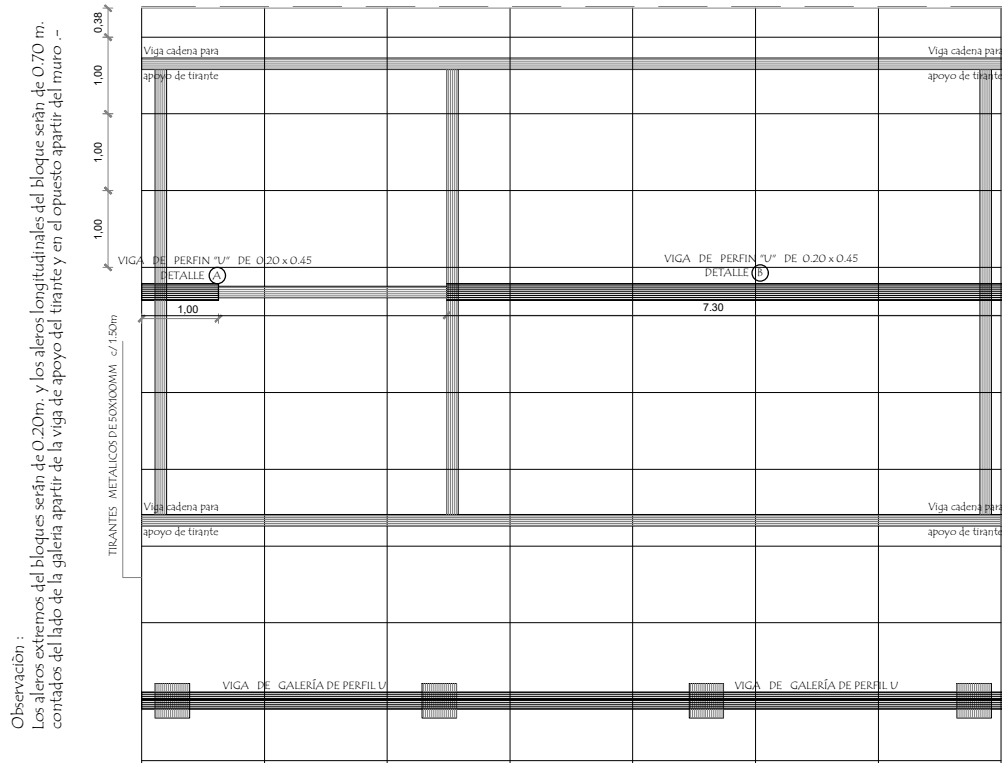 Observaciòn :
Los aleros extremos del bloques seràn de 0.20m. y los aleros longitudinales del bloque seràn de 0.70 m.
contados del lado de la galerìa apartir de la viga de apoyo del tirante y en el opuesto apartir del muro .-
0,38
1,00
1,00
1,00
Viga cadena para
apoyo de tirante
Viga cadena para
apoyo de tirante
VIGA DE PERFIN "U" DE 0.20 x 0.45
DETALLE A
VIGA DE PERFIN "U" DE 0.20 x 0.45
DETALLE B
1,00
7.30
TIRANTES METALICOS DE 50X100MM c/ 1.50m
Viga cadena para
apoyo de tirante
Viga cadena para
apoyo de tirante
VIGA DE GALERÍA DE PERFIL U
VIGA DE GALERÍA DE PERFIL U